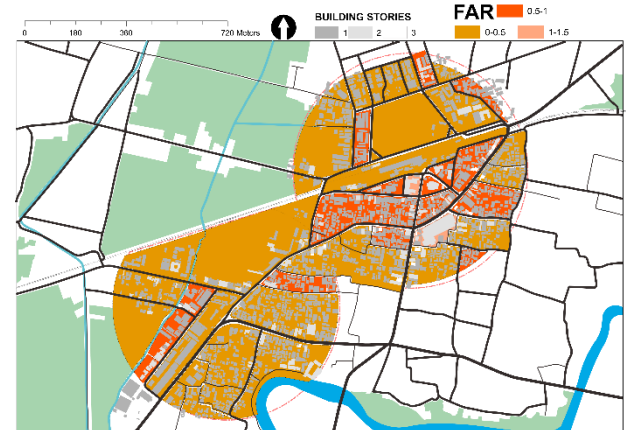 0 180 360 720 Meters
BUILDING STORIES
1 2 3
FAR 0.5-1
0-0.5 1-1.5